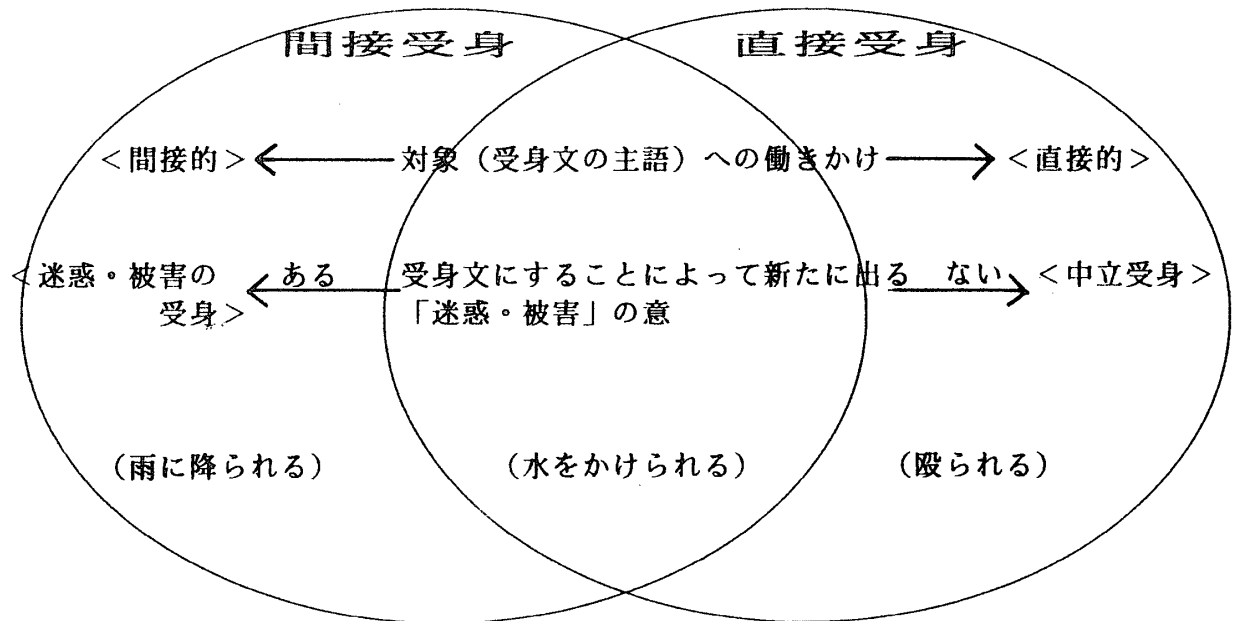 間接受身　直接受身
＜間接的＞　対象（受身文の主語）への働きかけ　＜直接的＞
＜迷惑・被害の　ある　受身文にすることによって新たに出る　ない　＜中立受身＞
受身＞　「迷惑・被害」の意
（雨に降られる）　（水をかけられる）　（殴られる）